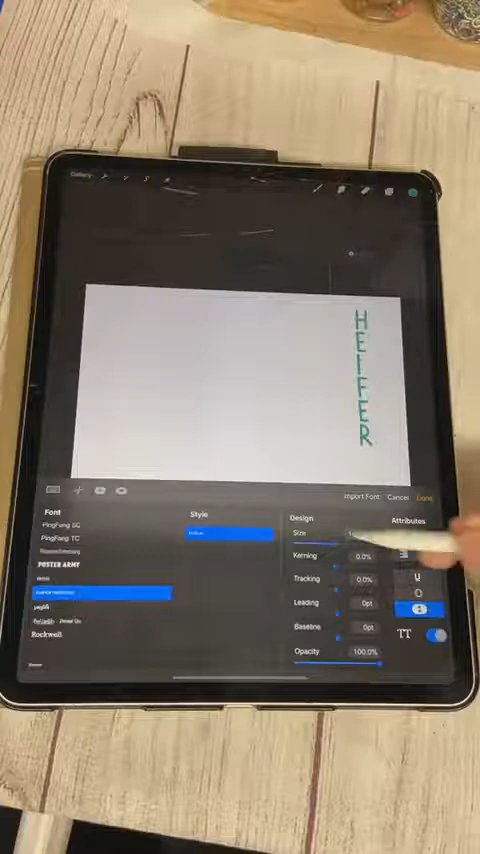 Gallery
HEIFER
Import Font Cancel Done
Font
Style
Design
Attributes
PingFang SC
PingFang TC
POSTER ARMY
Rockwell
Size
Kerning 0.0%
Tracking 0.0%
Leading 0pt
Baseline 0pt
Opacity 100.0%
U
O
TT